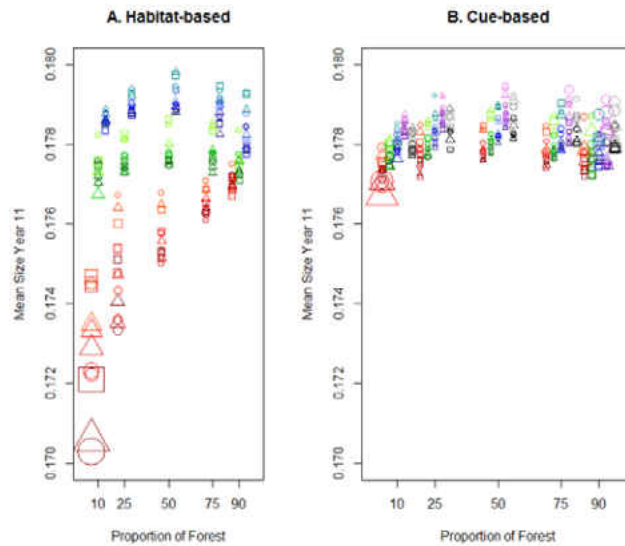 A. Habitat-based
Mean Size Year 11
0.180
0.178
0.176
0.174
0.172
0.170
10 25 50 75 90
Proportion of Forest
B. Cue-based
Mean Size Year 11
0.180
0.178
0.176
0.174
0.172
0.170
10 25 50 75 90
Proportion of Forest